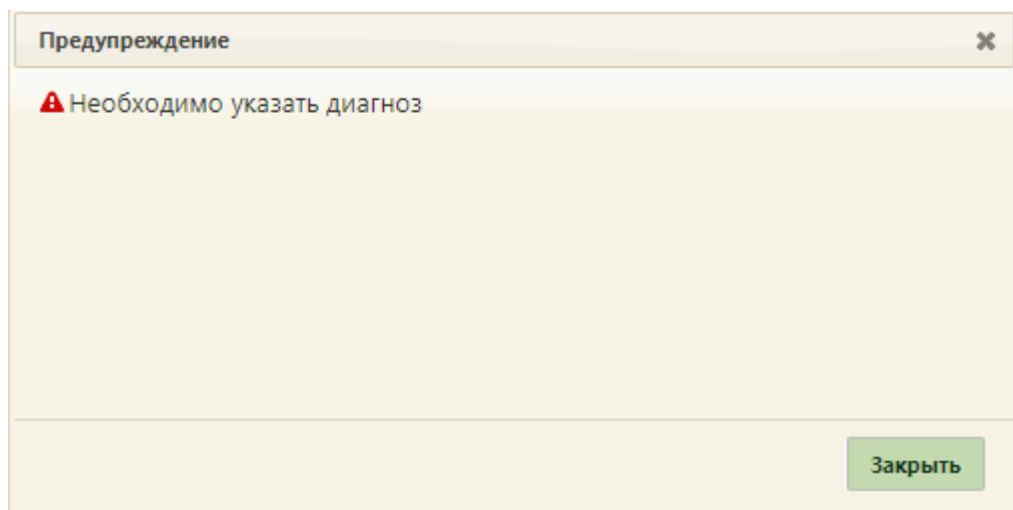 Предупреждение
Необходимо указать диагноз
Закрыть